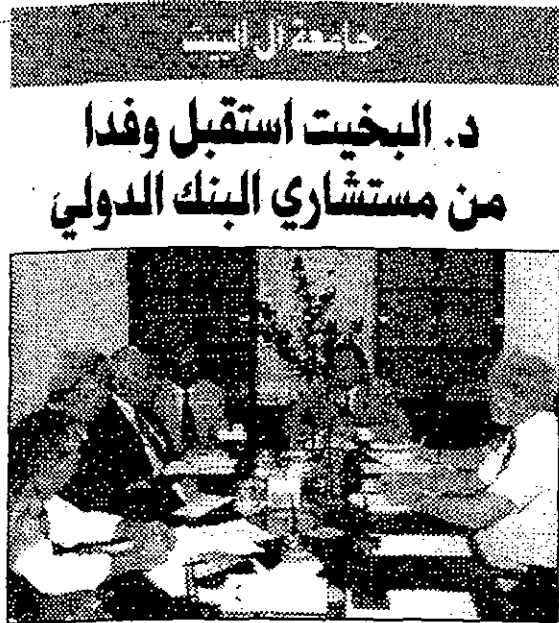 جامعة آل البيت
د. البخيت استقبل وفدا
من مستشاري البنك الدولي